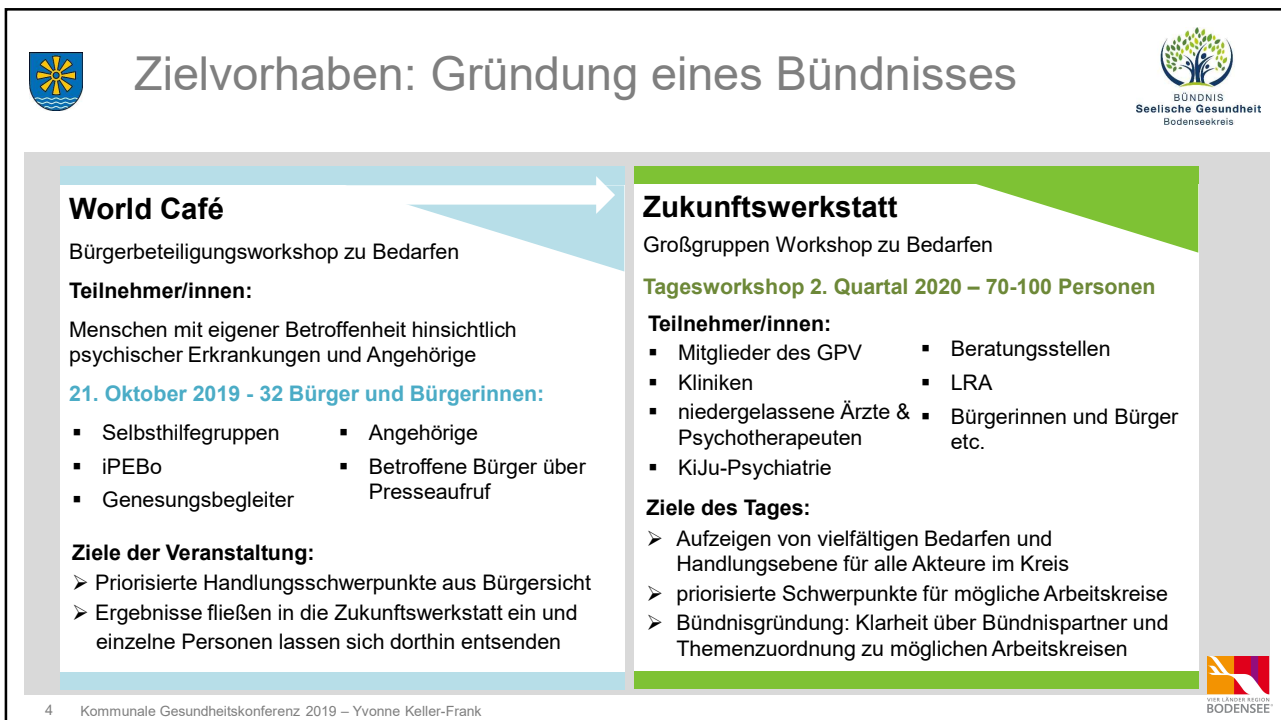 Zielvorhaben: Gründung eines Bündnisses
BÜNDNIS
Seelische Gesundheit
Bodenseekreis
World Café
Bürgerbeteiligungsworkshop zu Bedarfen
Teilnehmer/innen:
Menschen mit eigener Betroffenheit hinsichtlich
psychischer Erkrankungen und Angehörige
21. Oktober 2019 - 32 Bürger und Bürgerinnen:
▪ Selbsthilfegruppen
▪ iPEBo
▪ Genesungsbegleiter
▪ Angehörige
▪ Betroffene Bürger über
Presseaufruf
Ziele der Veranstaltung:
➢ Priorisierte Handlungsschwerpunkte aus Bürgersicht
➢ Ergebnisse fließen in die Zukunftswerkstatt ein und
einzelne Personen lassen sich dorthin entsenden
Zukunftswerkstatt
Großgruppen Workshop zu Bedarfen
Tagesworkshop 2. Quartal 2020 – 70-100 Personen
Teilnehmer/innen:
▪ Mitglieder des GPV
▪ Kliniken
▪ niedergelassene Ärzte &
Psychotherapeuten
▪ KiJu-Psychiatrie
▪ Beratungsstellen
▪ LRA
▪ Bürgerinnen und Bürger
etc.
Ziele des Tages:
➢ Aufzeigen von vielfältigen Bedarfen und
Handlungsebene für alle Akteure im Kreis
➢ priorisierte Schwerpunkte für mögliche Arbeitskreise
➢ Bündnisgründung: Klarheit über Bündnispartner und
Themenzuordnung zu möglichen Arbeitskreisen
4 Kommunale Gesundheitskonferenz 2019 – Yvonne Keller-Frank
VIER LÄNDER REGION
BODENSEE